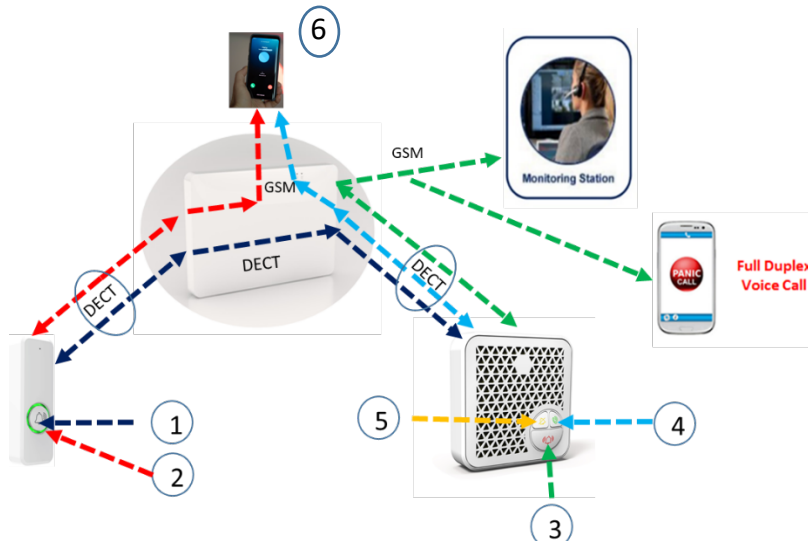 6
GSM
Monitoring Station
GSM
DECT
DECT
DECT
PANIC
CALL
Full Duplex
Voice Call
1
2
5
4
3